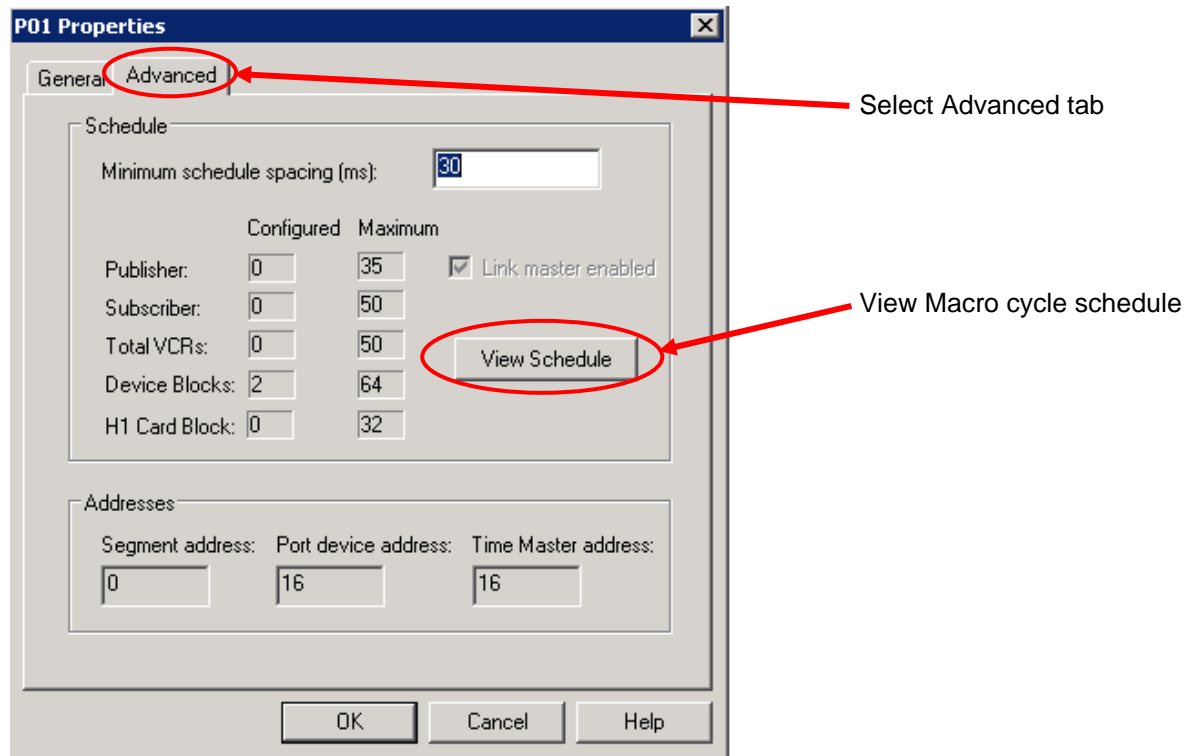 P01 Properties
General Advanced
Select Advanced tab
Schedule
Minimum schedule spacing (ms): 30
Configured Maximum
Publisher: 0 35 Link master enabled
Subscriber: 0 50
View Macro cycle schedule
Total VCRs: 0 50
View Schedule
Device Blocks: 2 64
H1 Card Block: 0 32
Addresses
Segment address: Port device address: Time Master address:
0 16 16
OK Cancel Help